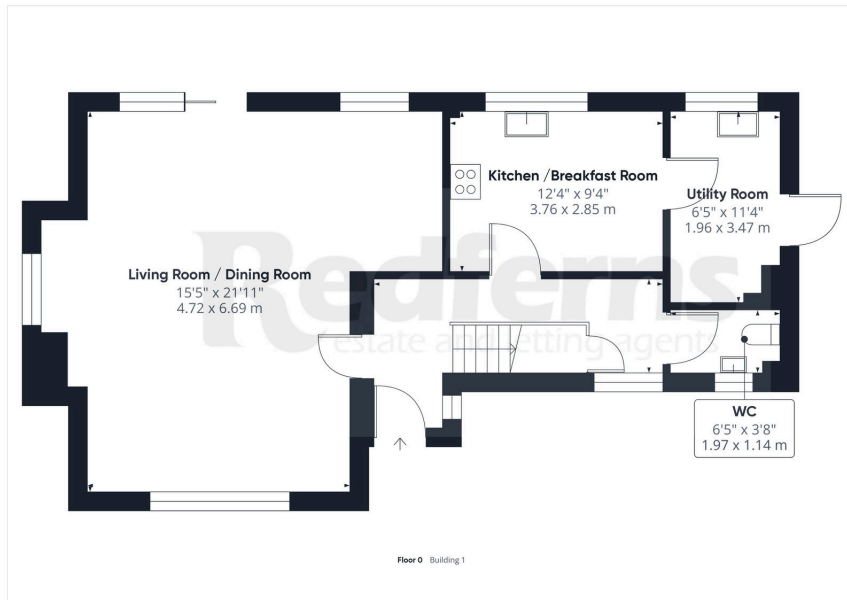 Redferns
estate and letting agents
Kitchen / Breakfast Room
12'4" x 9'4"
3.76 x 2.85 m
Utility Room
6'5" x 11'4"
1.96 x 3.47 m
Living Room / Dining Room
15'5" x 21'11"
4.72 x 6.69 m
WC
6'5" x 3'8"
1.97 x 1.14 m
Floor 0 Building 1